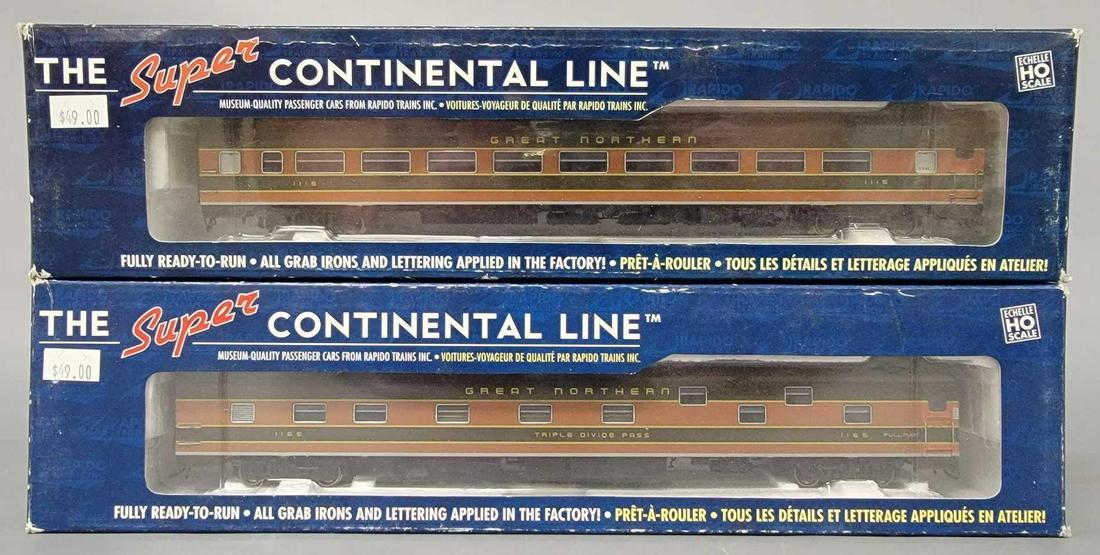 THE Super CONTINENTAL LINE™
ECHELLE HO SCALE
MUSEUM-QUALITY PASSENGER CARS FROM RAPIDO TRAINS INC. • VOITURES-VOYAGEUR DE QUALITÉ PAR RAPIDO TRAINS INC.
$49.00
GREAT NORTHERN
1115 1115
FULLY READY-TO-RUN • ALL GRAB IRONS AND LETTERING APPLIED IN THE FACTORY! • PRÊT-À-ROULER • TOUS LES DÉTAILS ET LETTERAGE APPLIQUÉS EN ATELIER!
THE Super CONTINENTAL LINE™
ECHELLE HO SCALE
MUSEUM-QUALITY PASSENGER CARS FROM RAPIDO TRAINS INC. • VOITURES-VOYAGEUR DE QUALITÉ PAR RAPIDO TRAINS INC.
$49.00
GREAT NORTHERN
1165 TRIPLE DIVIDE PASS 1165 PULLMAN
FULLY READY-TO-RUN • ALL GRAB IRONS AND LETTERING APPLIED IN THE FACTORY! • PRÊT-À-ROULER • TOUS LES DÉTAILS ET LETTERAGE APPLIQUÉS EN ATELIER!